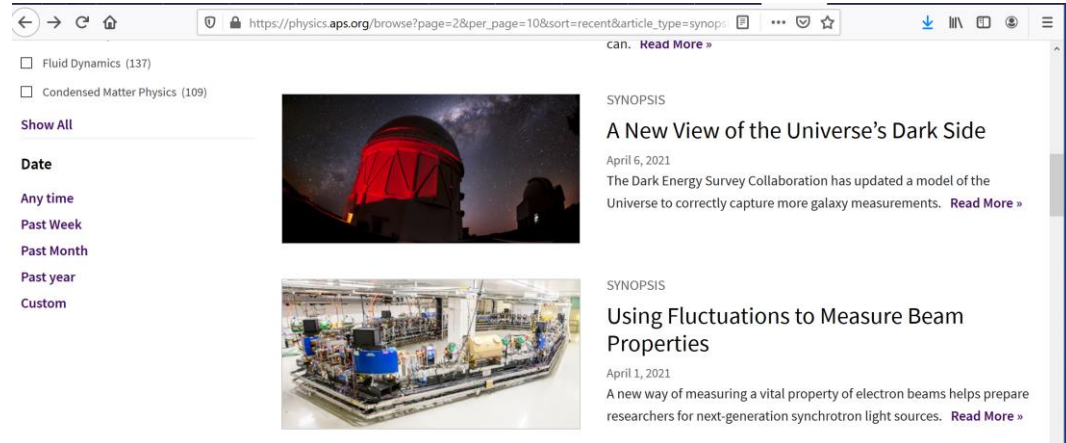 https://physics.aps.org/browse?page=2&per_page=10&sort=recent&article_type=synops
Fluid Dynamics (137)
Condensed Matter Physics (109)
Show All
Date
Any time
Past Week
Past Month
Past year
Custom
can. Read More »
SYNOPSIS
A New View of the Universe’s Dark Side
April 6, 2021
The Dark Energy Survey Collaboration has updated a model of the
Universe to correctly capture more galaxy measurements. Read More »
SYNOPSIS
Using Fluctuations to Measure Beam
Properties
April 1, 2021
A new way of measuring a vital property of electron beams helps prepare
researchers for next-generation synchrotron light sources. Read More »